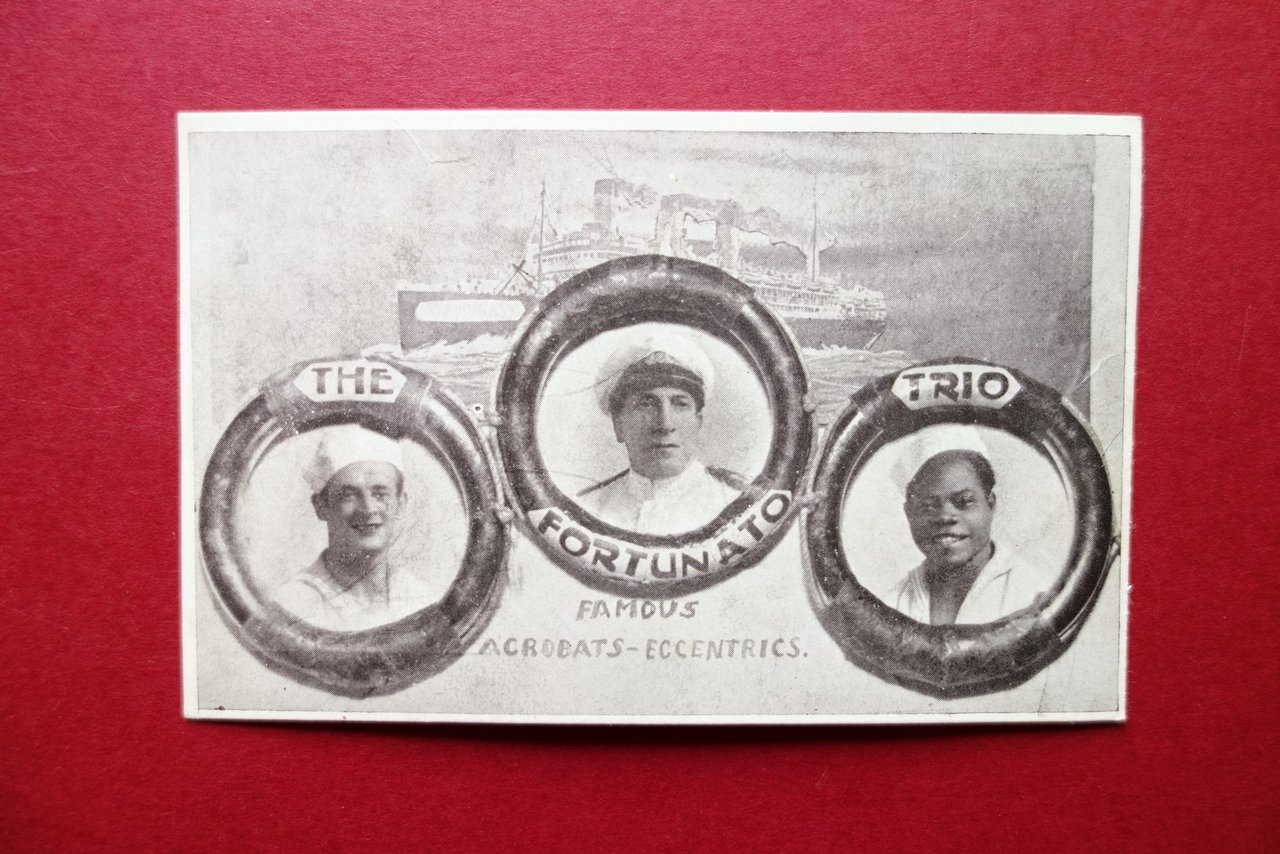 THE
FORTUNATO
TRIO
FAMOUS
ACROBATS-ECCENTRICS.